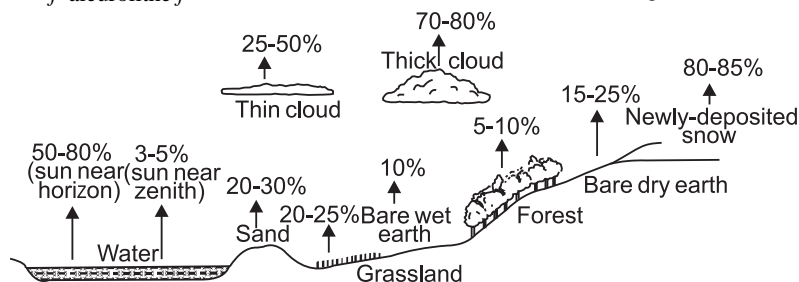 70-80%
25-50%
Thick cloud
80-85%
Thin cloud
15-25%
Newly-deposited
snow
5-10%
50-80%
(sun near
horizon)
3-5%
(sun near
zenith)
10%
20-30%
20-25%
Bare wet
earth
Bare dry earth
Forest
Sand
Water
Grassland